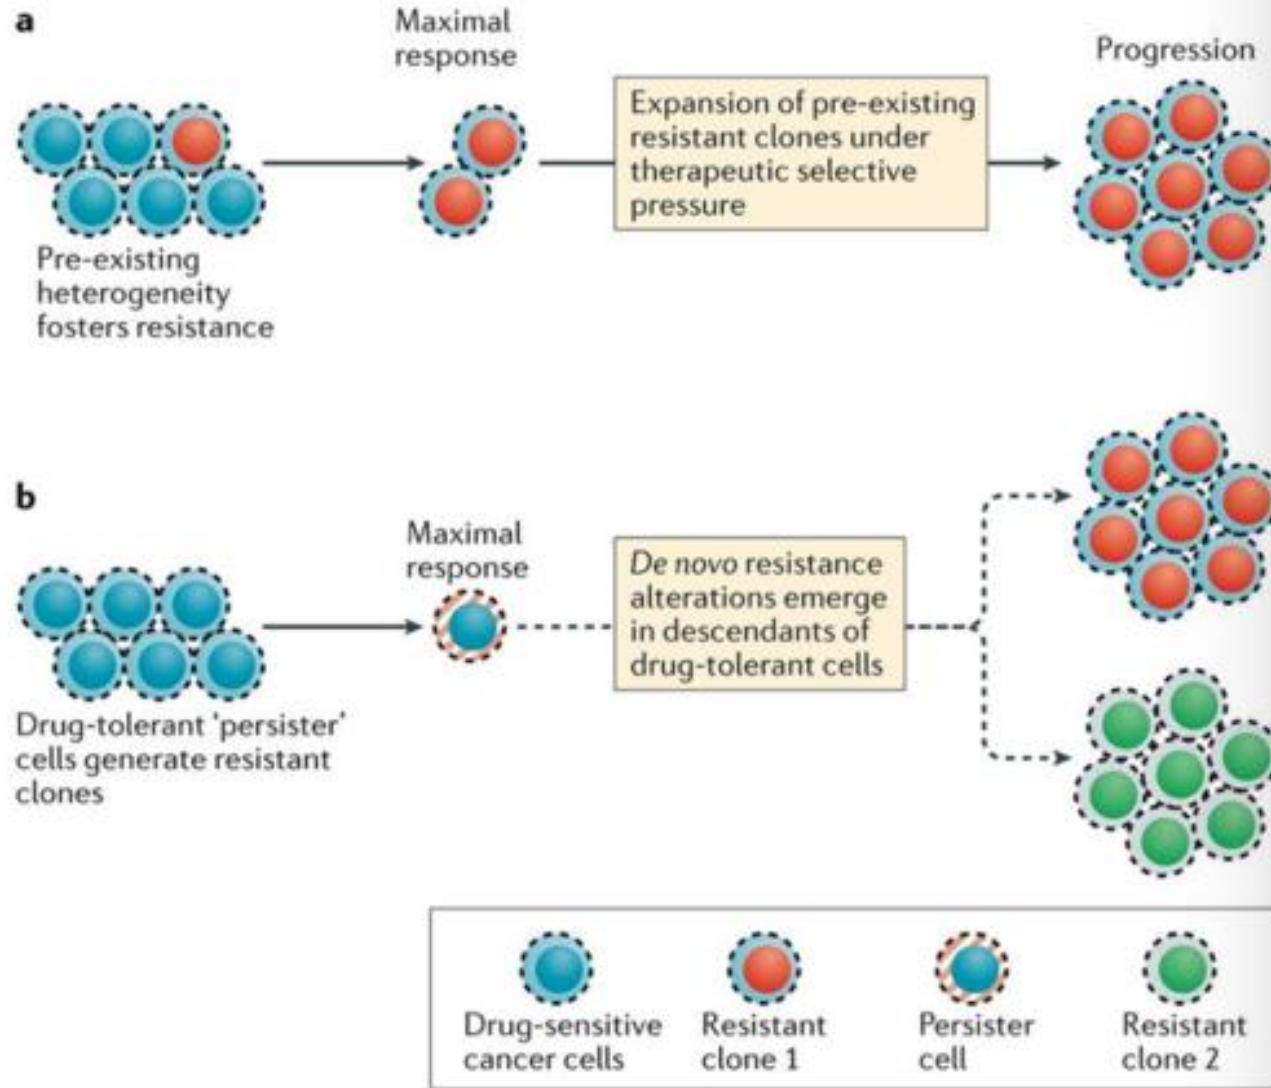 a
Maximal
response
Progression
Expansion of pre-existing
resistant clones under
therapeutic selective
pressure
Pre-existing
heterogeneity
fosters resistance
b
Maximal
response
De novo resistance
alterations emerge
in descendants of
drug-tolerant cells
Drug-tolerant 'persister'
cells generate resistant
clones
Drug-sensitive
cancer cells
Resistant
clone 1
Persister
cell
Resistant
clone 2